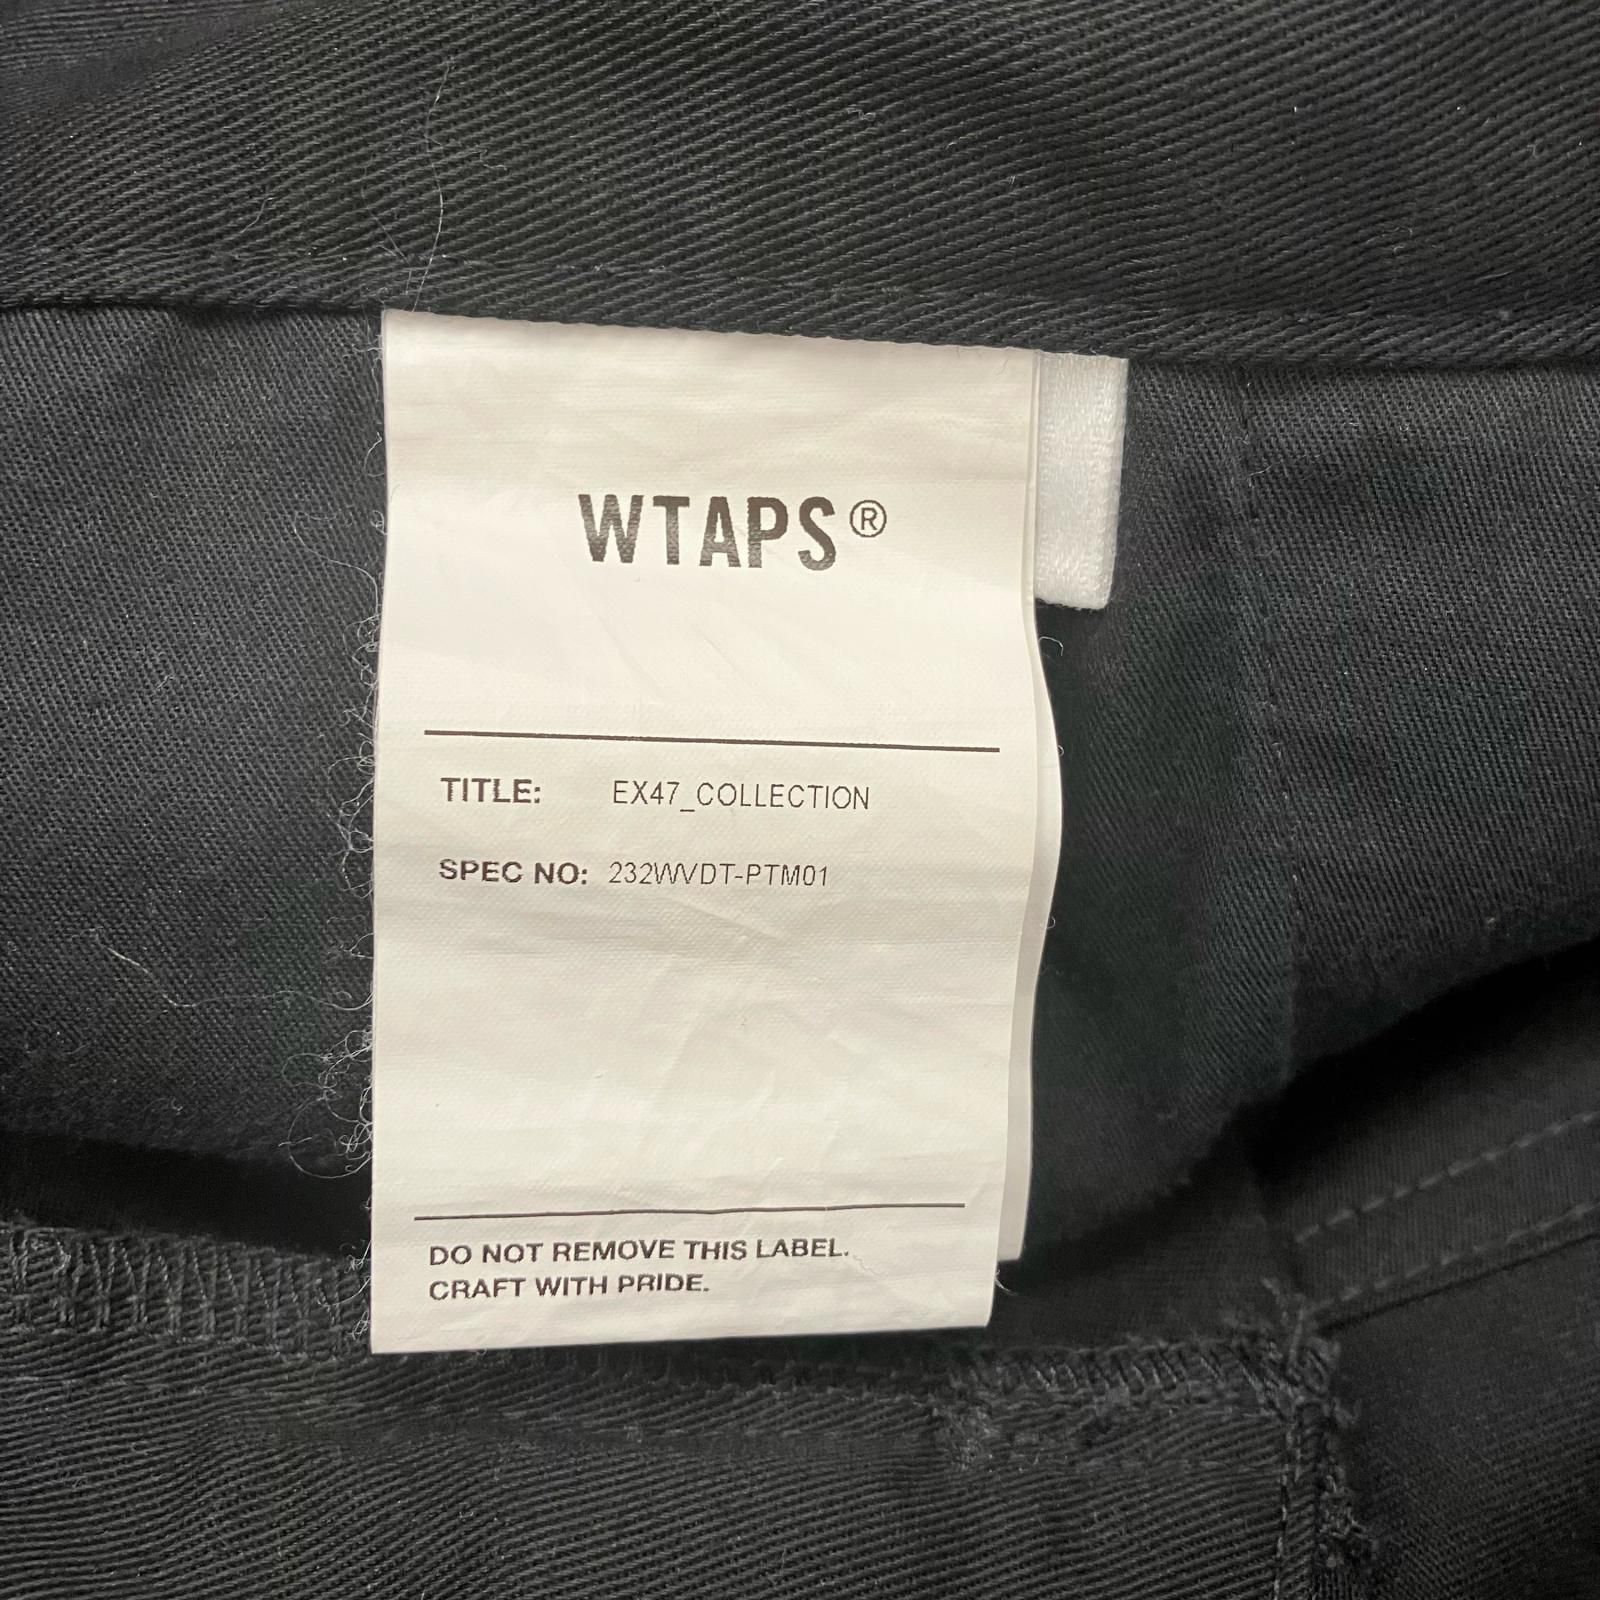 WTAPS®
TITLE: EX47_COLLECTION
SPEC NO: 232WVDT-PTM01
DO NOT REMOVE THIS LABEL.
CRAFT WITH PRIDE.